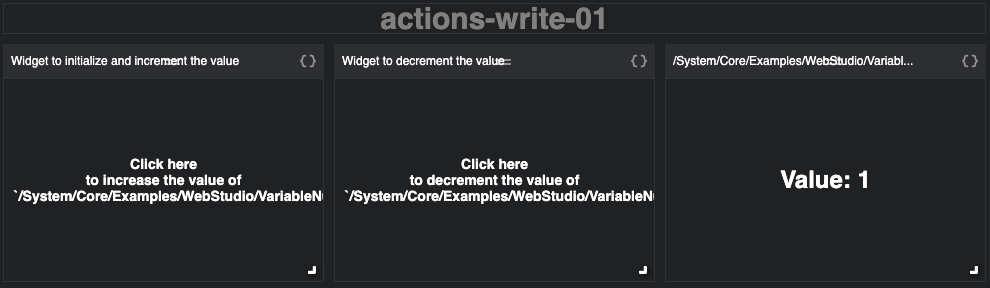 actions-write-01
Widget to initialize and increment the value
Widget to decrement the value
/System/Core/Examples/WebStudio/Variabl...
Click here
to increase the value of
`/System/Core/Examples/WebStudio/VariableN
Click here
to decrement the value of
`/System/Core/Examples/WebStudio/VariableN
Value: 1